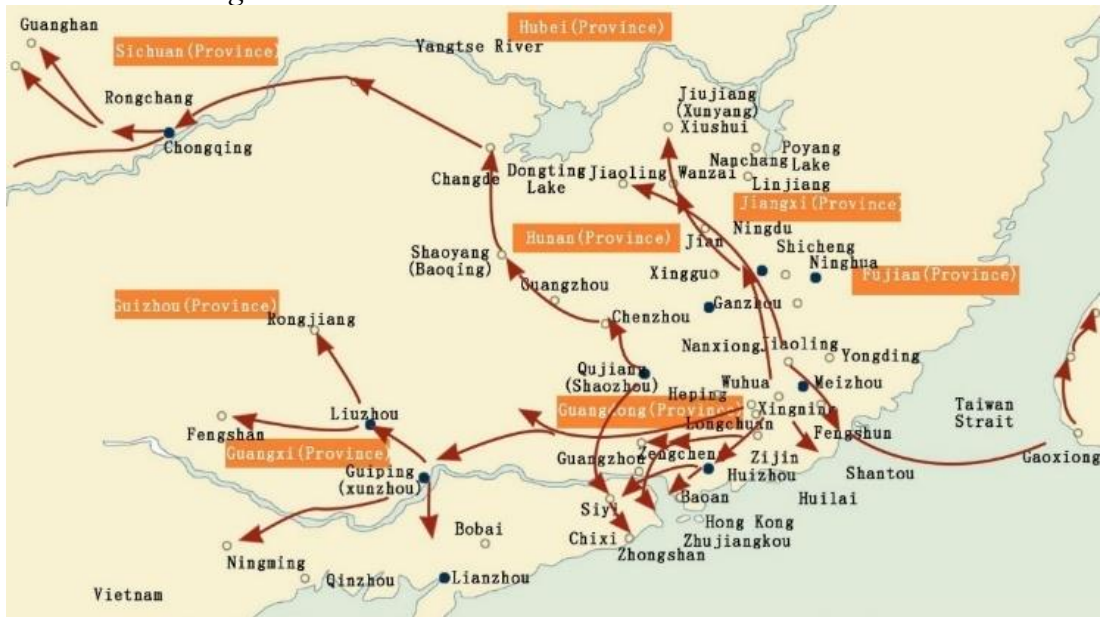 Guanghan
Hubei(Province)
Sichuan(Province)
Yangtse River
Rongchang
Jiujiang
(Xunyang)
Xiushui
Chongqing
Poyang
Lake
Nanchang
Changde
Dongting
Lake
Jiaoling
Wanzai
Linjiang
Jiangxi(Province)
Hunan(Province)
Jian
Ningdu
Shaoyang
(Baoqing)
Shicheng
Ninghua
Xingguo
Fujian(Province)
Guizhou(Province)
Guangzhou
Ganzhou
Rongjiang
Chenzhou
Nanxiong
Jiaoling
Yongding
Qujiang
(Shaozhou)
Heping
Wuhua
Meizhou
Taiwan
Strait
Liuzhou
Guangdong(Province)
Xingning
Fengshan
Longchuan
Fengshun
Guangxi(Province)
Guangzhou
Zengchen
Zijin
Gaoxiong
Guiping
(xunzhou)
Huizhou
Shantou
Baoan
Huilai
Siyi
Bobai
Hong Kong
Chixi
Zhujiangkou
Zhongshan
Ningming
Qinzhou
Lianzhou
Vietnam